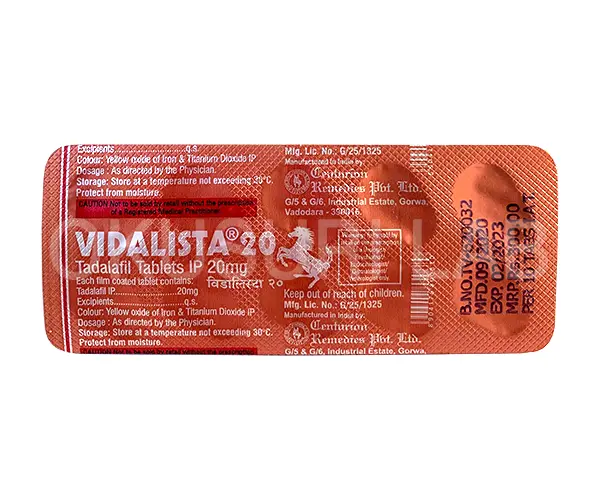 Excipients..........................q.s.
Colour: Yellow oxide of Iron & Titanium Dioxide IP
Dosage : As directed by the Physician.
Storage: Store at a temperature not exceeding 30°C.
Protect from moisture.
CAUTION Not to be sold by retail without the prescription
of a Registered Medical Practitioner
VIDALISTA® 20
Tadalafil Tablets IP 20mg
Each film coated tablet contains:
Tadalafil IP..........................20mg
Excipients..........................q.s.
विडालिस्टा २०
Colour: Yellow oxide of Iron & Titanium Dioxide IP
Dosage : As directed by the Physician.
Storage: Store at a temperature not exceeding 30°C.
Protect from moisture.
Mfg. Lic. No.: G/25/1325
Manufactured in India by:
Centurion
Remedies Pvt. Ltd.
G/5 & G/6, Industrial Estate, Gorwa,
Vadodara - 390016.
Keep out of reach of children.
Mfg. Lic. No.: G/25/1325
Manufactured in India by:
Centurion
Remedies Pvt. Ltd.
G/5 & G/6, Industrial Estate, Gorwa,
MFD.09/2020
EXP. 02/2023